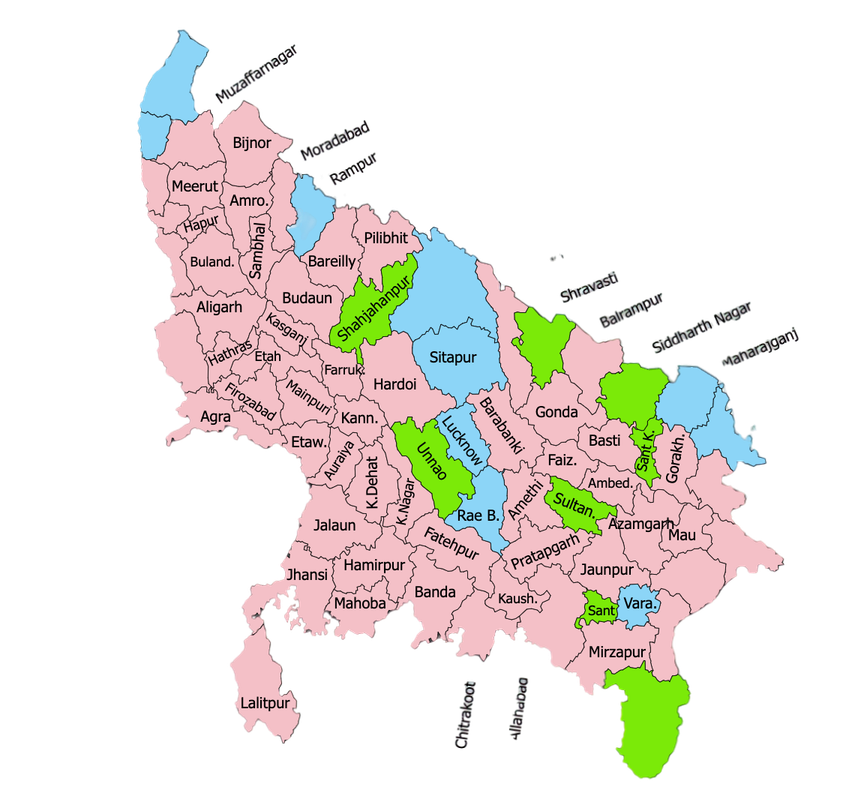 Muzaffarnagar
Bijnor
Moradabad
Rampur
Meerut
Amro.
Hapur
Sambhal
Pilibhit
Buland.
Bareilly
Budaun
Shahjahanpur
Aligarh
Kasganj
Shravasti
Balrampur
Siddharth Nagar
Maharajganj
Hathras
Etah
Farruk.
Sitapur
Hardoi
Firozabad
Mainpuri
Agra
Kann.
Barabanki
Gonda
Etaw.
Auraiya
Lucknow
Basti
Sant K.
Gorakh.
Unnao
Faiz.
K.Dehat
K.Nagar
Ambed.
Amethi
Sultan.
Rae B.
Jalaun
Azamgarh
Mau
Fatehpur
Pratapgarh
Jhansi
Hamirpur
Jaunpur
Mahoba
Banda
Kaush.
Sant
Vara.
Mirzapur
Lalitpur
Chitrakoot
Allahabad